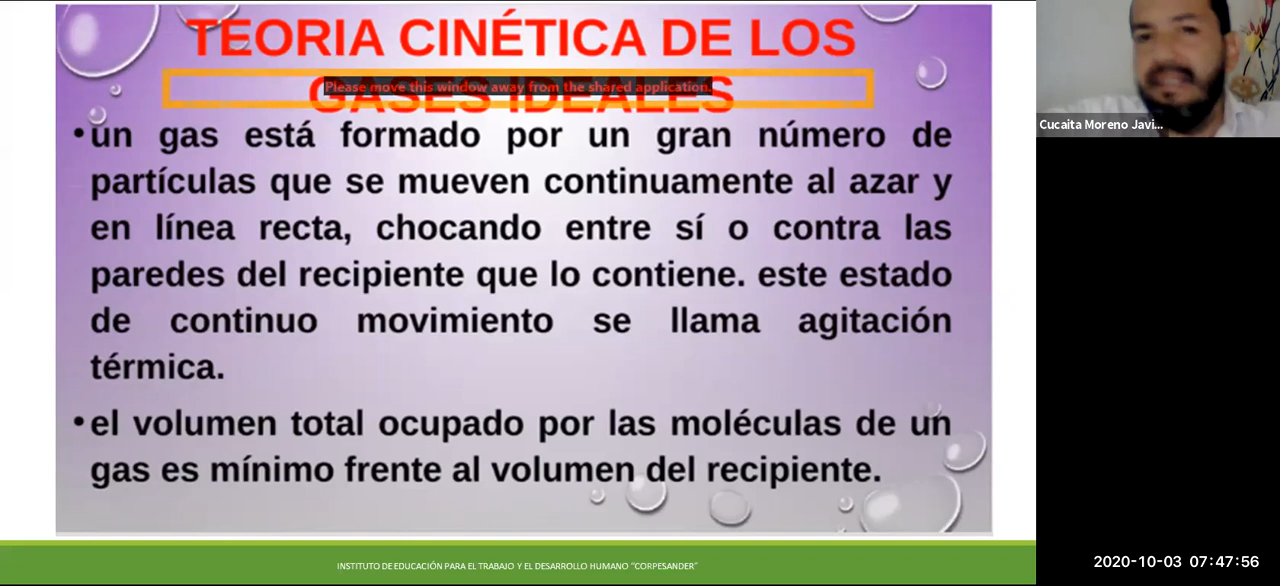 TEORIA CINÉTICA DE LOS
GASES IDEALES
Please move this window away from the shared application.
•un gas está formado por un gran número de
partículas que se mueven continuamente al azar y
en línea recta, chocando entre sí o contra las
paredes del recipiente que lo contiene. este estado
de continuo movimiento se llama agitación
térmica.
•el volumen total ocupado por las moléculas de un
gas es mínimo frente al volumen del recipiente.
INSTITUTO DE EDUCACIÓN PARA EL TRABAJO Y EL DESARROLLO HUMANO “CORPESANDER”
Cucaita Moreno Javi...
2020-10-03 07:47:56